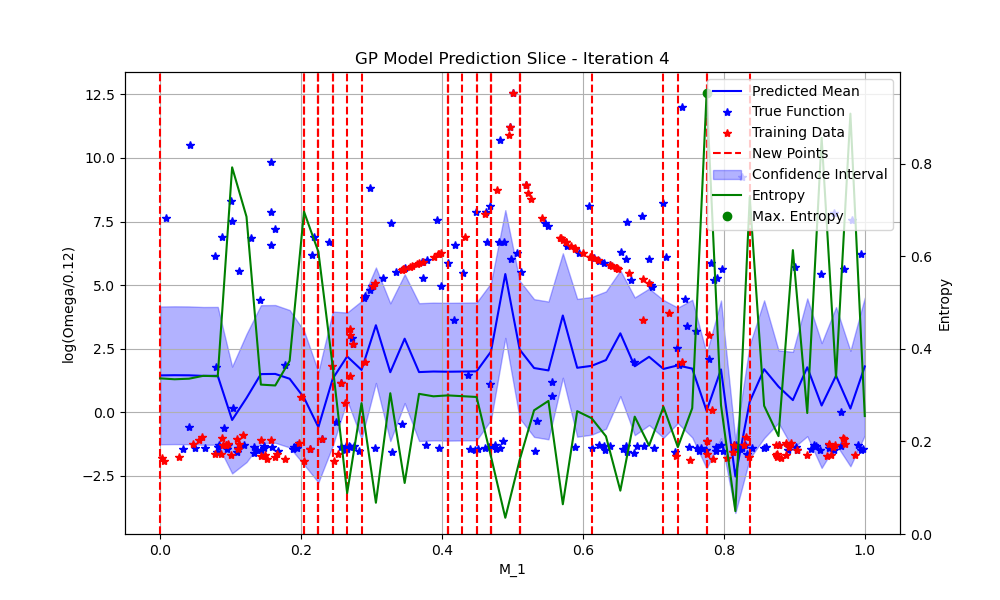 GP Model Prediction Slice - Iteration 4
12.5
10.0
7.5
5.0
2.5
0.0
−2.5
log(Omega/0.12)
0.0
0.2
0.4
0.6
0.8
1.0
M_1
0.8
0.6
0.4
0.2
0.0
Entropy
Predicted Mean
True Function
Training Data
New Points
Confidence Interval
Entropy
Max. Entropy